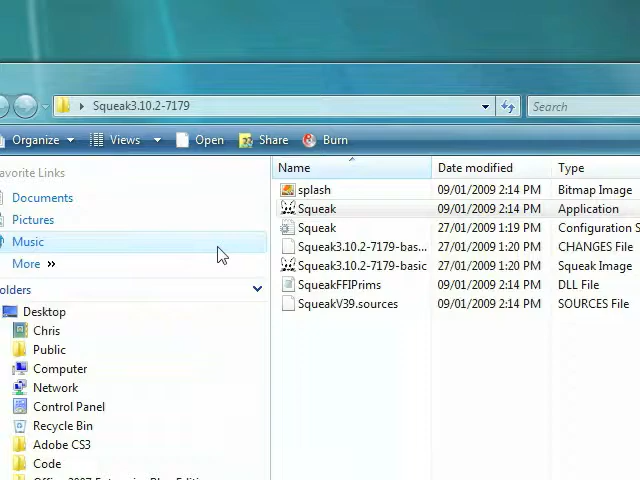 Squeak3.10.2-7179
Search
Organize Views Open Share Burn
avorite Links
Documents
Pictures
Music
More »
olders
Desktop
Chris
Public
Computer
Network
Control Panel
Recycle Bin
Adobe CS3
Code
Name Date modified Type
splash 09/01/2009 2:14 PM Bitmap Image
Squeak 09/01/2009 2:14 PM Application
Squeak 27/01/2009 1:19 PM Configuration S
Squeak3.10.2-7179-bas... 27/01/2009 1:20 PM CHANGES File
Squeak3.10.2-7179-basic 27/01/2009 1:20 PM Squeak Image
SqueakFFIPrims 09/01/2009 2:14 PM DLL File
SqueakV39.sources 09/01/2009 2:14 PM SOURCES File